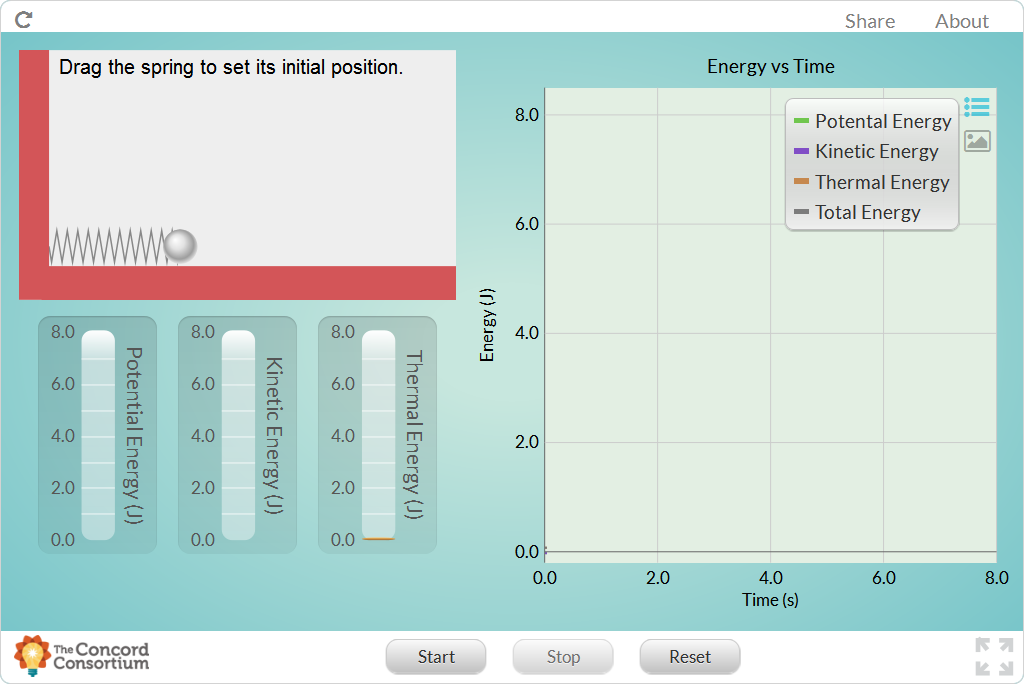 Share About
Drag the spring to set its initial position.
8.0
6.0
4.0
2.0
0.0
Potential Energy (J)
8.0
6.0
4.0
2.0
0.0
Kinetic Energy (J)
8.0
6.0
4.0
2.0
0.0
Thermal Energy (J)
Energy vs Time
Potental Energy
Kinetic Energy
Thermal Energy
Total Energy
Energy (J)
8.0
6.0
4.0
2.0
0.0
0.0 2.0 4.0 6.0 8.0
Time (s)
The Concord
Consortium
Start Stop Reset